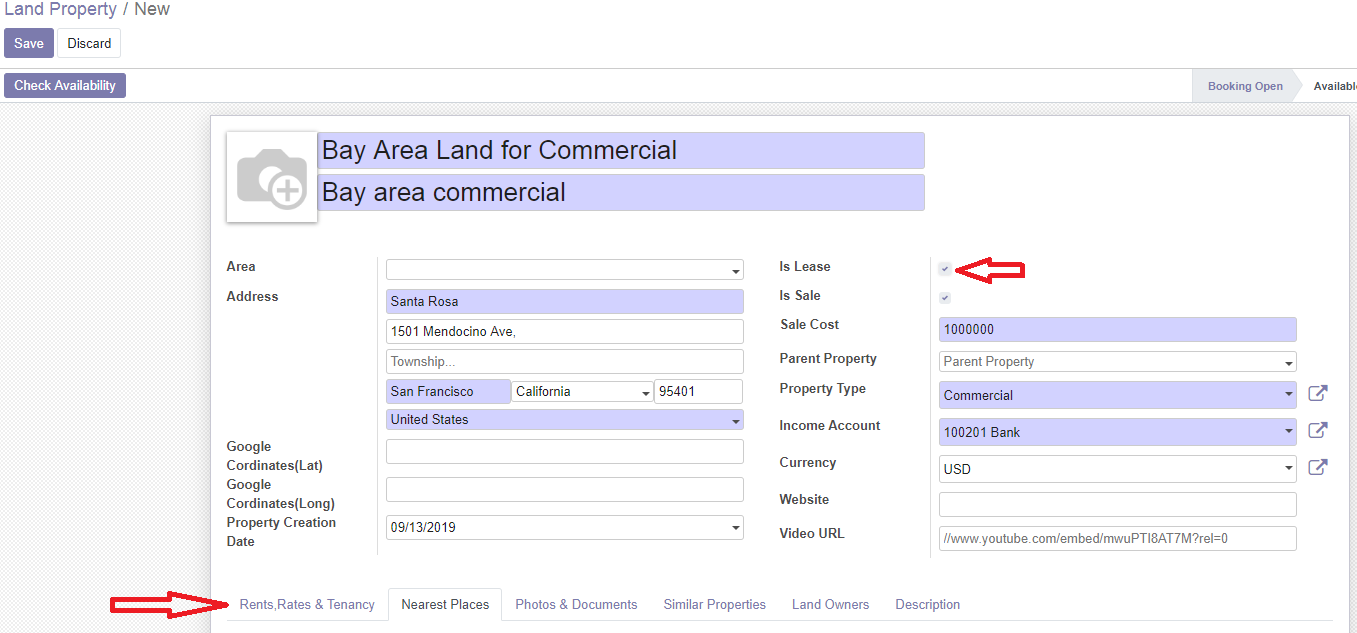 Land Property / New
Save Discard
Check Availability
Booking Open
Bay Area Land for Commercial
Bay area commercial
Area
Address
Santa Rosa
1501 Mendocino Ave,
Township...
San Francisco California 95401
United States
Google
Cordinates(Lat)
Google
Cordinates(Long)
Property Creation
Date
09/13/2019
Is Lease
Is Sale
Sale Cost 1000000
Parent Property Parent Property
Property Type Commercial
Income Account 100201 Bank
Currency USD
Website
Video URL //www.youtube.com/embed/mwuPTI8AT7M?rel=0
Rents,Rates & Tenancy Nearest Places Photos & Documents Similar Properties Land Owners Description